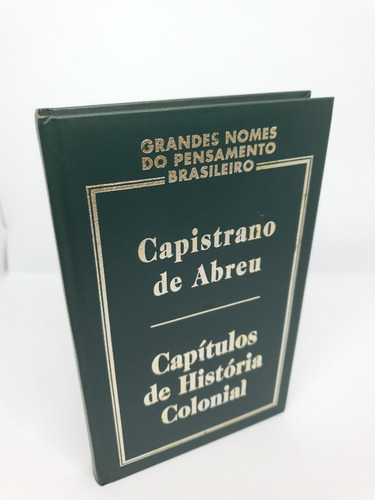 GRANDES NOMES
DO PENSAMENTO
BRASILEIRO
Capistrano
de Abreu
Capítulos
de História
Colonial